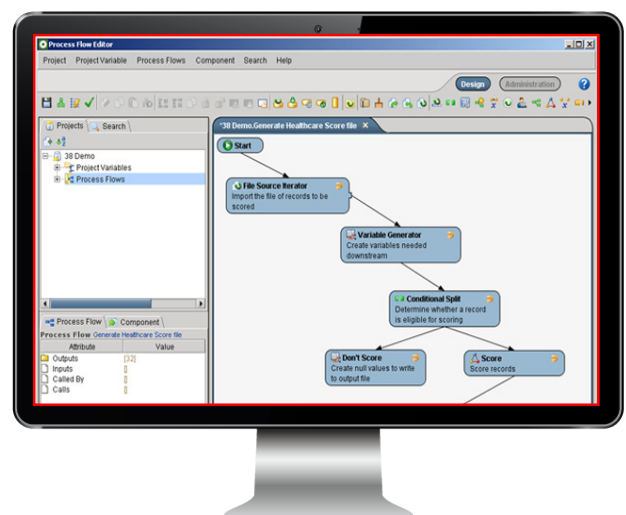 Process Flow Editor
Project Project Variable Process Flows Component Search Help
Design Administration
Projects Search
*38 Demo.Generate Healthcare Score file
38 Demo
Project Variables
Process Flows
Start
File Source Iterator
Import the file of records to be
scored
Variable Generator
Create variables needed
downstream
Conditional Split
Determine whether a record
is eligible for scoring
Don't Score
Create null values to write
to output file
Score
Score records
Process Flow Component
Process Flow Generate Healthcare Score file
Attribute Value
Outputs [32]
Inputs []
Called By []
Calls []